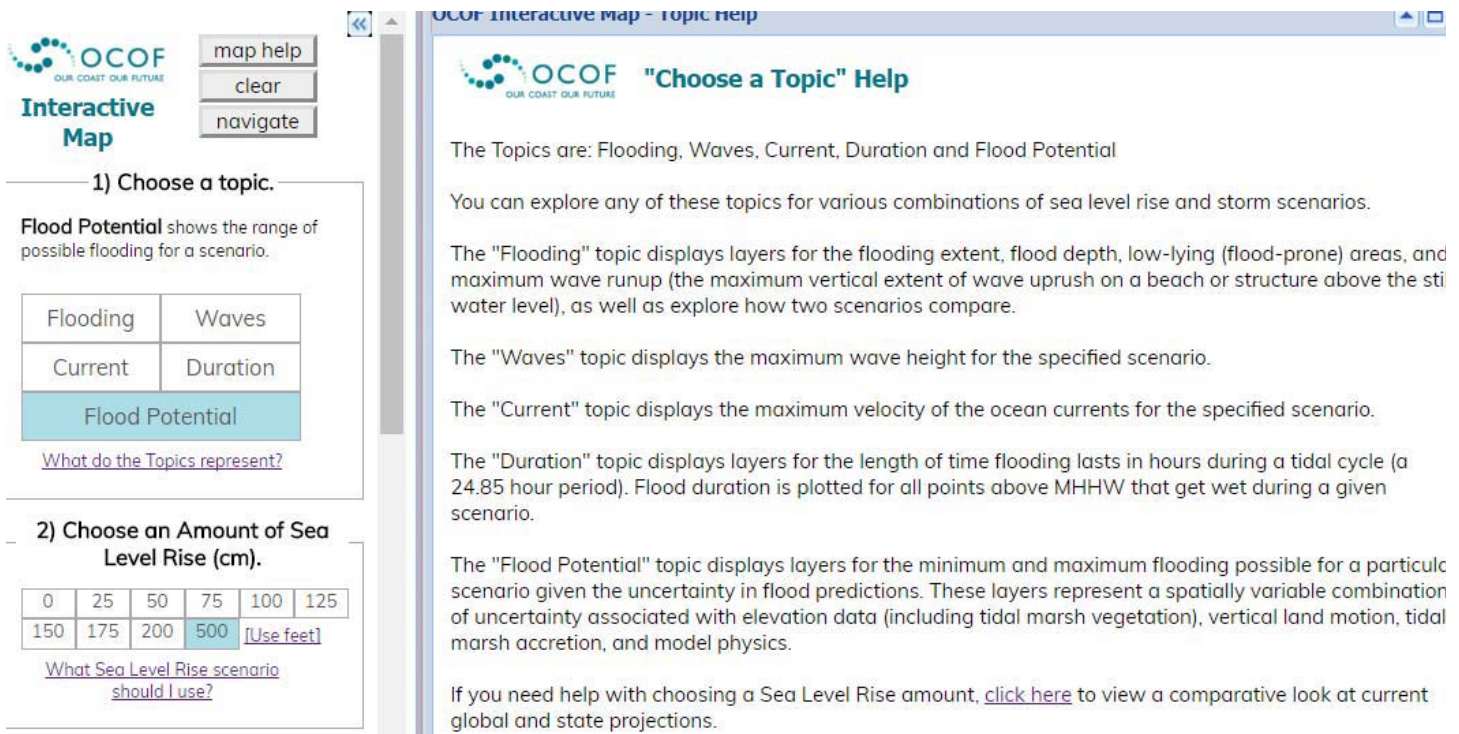 OCOF
OUR COAST OUR FUTURE
Interactive
Map
map help
clear
navigate
1) Choose a topic.
Flood Potential shows the range of
possible flooding for a scenario.
Flooding Waves
Current Duration
Flood Potential
What do the Topics represent?
2) Choose an Amount of Sea
Level Rise (cm).
0 25 50 75 100 125
150 175 200 500 [Use feet]
What Sea Level Rise scenario
should I use?
OCOF Interactive Map - Topic Help
OCOF
OUR COAST OUR FUTURE
"Choose a Topic" Help
The Topics are: Flooding, Waves, Current, Duration and Flood Potential
You can explore any of these topics for various combinations of sea level rise and storm scenarios.
The "Flooding" topic displays layers for the flooding extent, flood depth, low-lying (flood-prone) areas, and
maximum wave runup (the maximum vertical extent of wave uprush on a beach or structure above the sti
water level), as well as explore how two scenarios compare.
The "Waves" topic displays the maximum wave height for the specified scenario.
The "Current" topic displays the maximum velocity of the ocean currents for the specified scenario.
The "Duration" topic displays layers for the length of time flooding lasts in hours during a tidal cycle (a
24.85 hour period). Flood duration is plotted for all points above MHHW that get wet during a given
scenario.
The "Flood Potential" topic displays layers for the minimum and maximum flooding possible for a particula
scenario given the uncertainty in flood predictions. These layers represent a spatially variable combination
of uncertainty associated with elevation data (including tidal marsh vegetation), vertical land motion, tidal
marsh accretion, and model physics.
If you need help with choosing a Sea Level Rise amount, click here to view a comparative look at current
global and state projections.